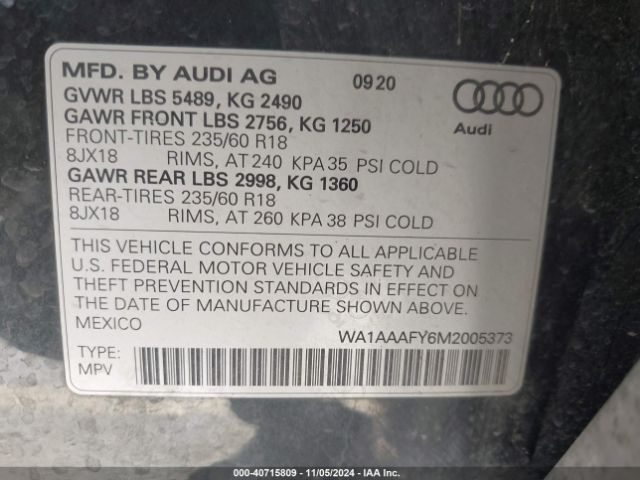 MFD. BY AUDI AG 09 20
GVWR LBS 5489, KG 2490
GAWR FRONT LBS 2756, KG 1250
Audi
FRONT-TIRES 235/60 R18
8JX18 RIMS, AT 240 KPA 35 PSI COLD
GAWR REAR LBS 2998, KG 1360
REAR-TIRES 235/60 R18
8JX18 RIMS, AT 260 KPA 38 PSI COLD
THIS VEHICLE CONFORMS TO ALL APPLICABLE
U.S. FEDERAL MOTOR VEHICLE SAFETY AND
THEFT PREVENTION STANDARDS IN EFFECT ON
THE DATE OF MANUFACTURE SHOWN ABOVE.
MEXICO
WA1AAAFY6M2005373
TYPE:
MPV
000-40715809 - 11/05/2024 - IAA Inc.